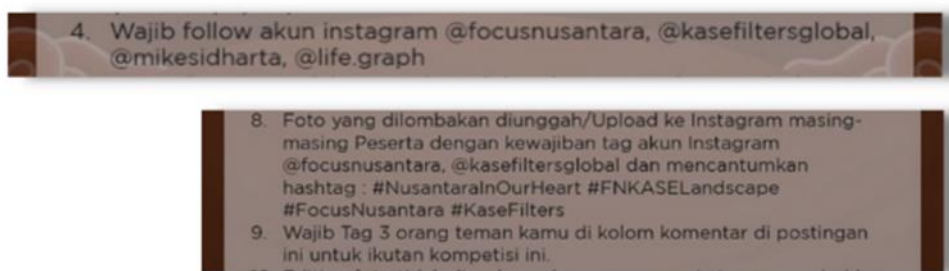 4. Wajib follow akun instagram @focusnusantara, @kasefiltersglobal,
@mikesidharta, @life.graph
8. Foto yang dilombakan diunggah/Upload ke Instagram masing-
masing Peserta dengan kewajiban tag akun Instagram
@focusnusantara, @kasefiltersglobal dan mencantumkan
hashtag : #NusantaraInOurHeart #FNKASELandscape
#FocusNusantara #KaseFilters
9. Wajib Tag 3 orang teman kamu di kolom komentar di postingan
ini untuk ikutan kompetisi ini.